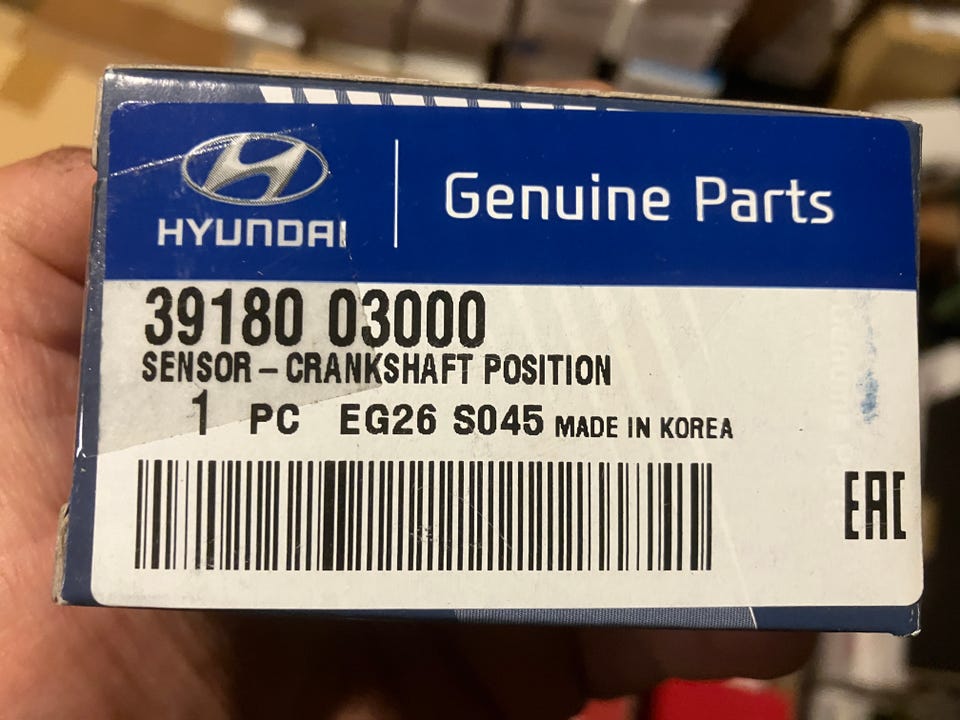 HYUNDAI
Genuine Parts
39180 03000
SENSOR – CRANKSHAFT POSITION
1 PC EG26 S045 MADE IN KOREA
EAC